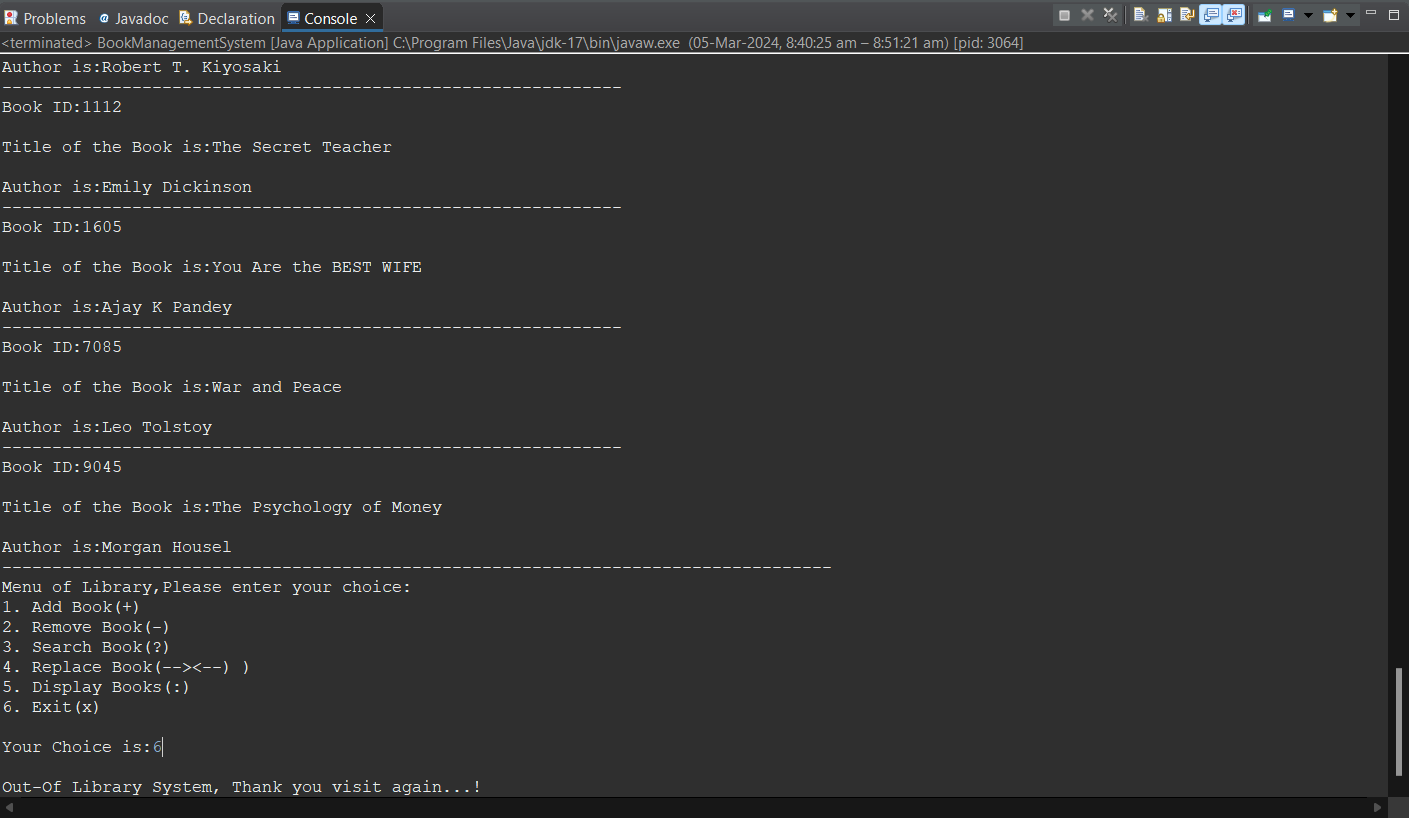 Problems Javadoc Declaration Console
<terminated> BookManagementSystem [Java Application] C:\Program Files\Java\jdk-17\bin\javaw.exe (05-Mar-2024, 8:40:25 am – 8:51:21 am) [pid: 3064]
Author is:Robert T. Kiyosaki
--------------------------------------------------------------
Book ID:1112
Title of the Book is:The Secret Teacher
Author is:Emily Dickinson
--------------------------------------------------------------
Book ID:1605
Title of the Book is:You Are the BEST WIFE
Author is:Ajay K Pandey
--------------------------------------------------------------
Book ID:7085
Title of the Book is:War and Peace
Author is:Leo Tolstoy
--------------------------------------------------------------
Book ID:9045
Title of the Book is:The Psychology of Money
Author is:Morgan Housel
-----------------------------------------------------------------------------------
Menu of Library,Please enter your choice:
1. Add Book(+)
2. Remove Book(-)
3. Search Book(?)
4. Replace Book(--><--) )
5. Display Books(:)
6. Exit(x)
Your Choice is:6
Out-Of Library System, Thank you visit again...!